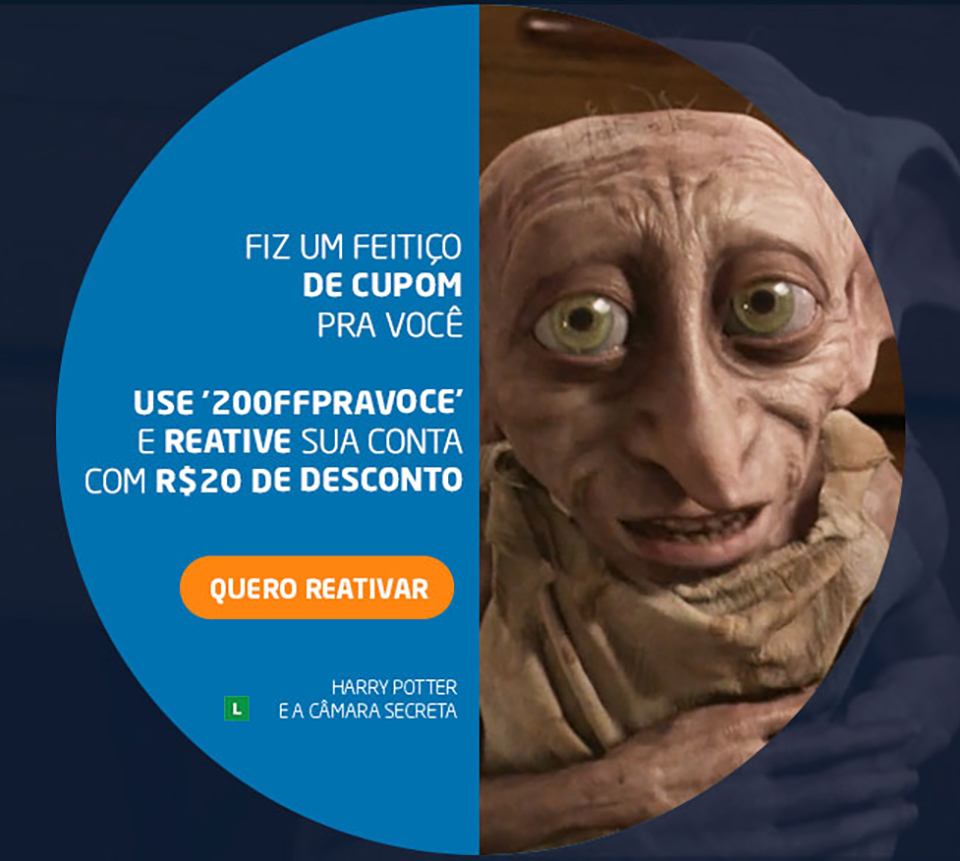 FIZ UM FEITIÇO
DE CUPOM
PRA VOCÊ
USE '20OFFPRAVOCE'
E REATIVE SUA CONTA
COM R$20 DE DESCONTO
QUERO REATIVAR
HARRY POTTER
L E A CÂMARA SECRETA